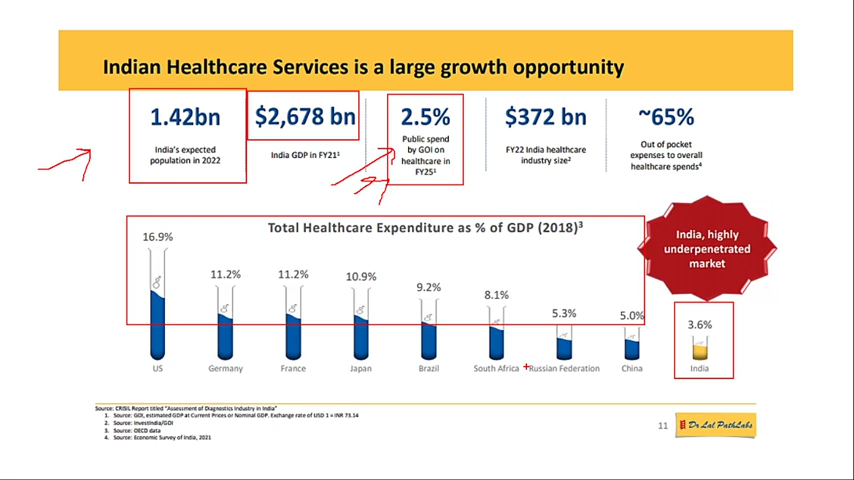 Indian Healthcare Services is a large growth opportunity
1.42bn
India's expected
population in 2022
$2,678 bn
India GDP in FY21¹
2.5%
Public spend
by GOI on
healthcare in
FY25¹
$372 bn
FY22 India healthcare
industry size²
~65%
Out of pocket
expenses to overall
healthcare spends⁴
Total Healthcare Expenditure as % of GDP (2018)³
India, highly
underpenetrated
market
16.9%
11.2%
11.2%
10.9%
9.2%
8.1%
5.3%
5.0%
3.6%
US
Germany
France
Japan
Brazil
South Africa
Russian Federation
China
India
Source: CRISIL Report titled "Assessment of Diagnostics Industry in India"
1. Source: GOI, estimated GDP at Current Prices or Nominal GDP. Exchange rate of USD 1 = INR 73.14
2. Source: InvestIndia/GOI
3. Source: OECD data
4. Source: Economic Survey of India, 2021
11
Dr Lal PathLabs